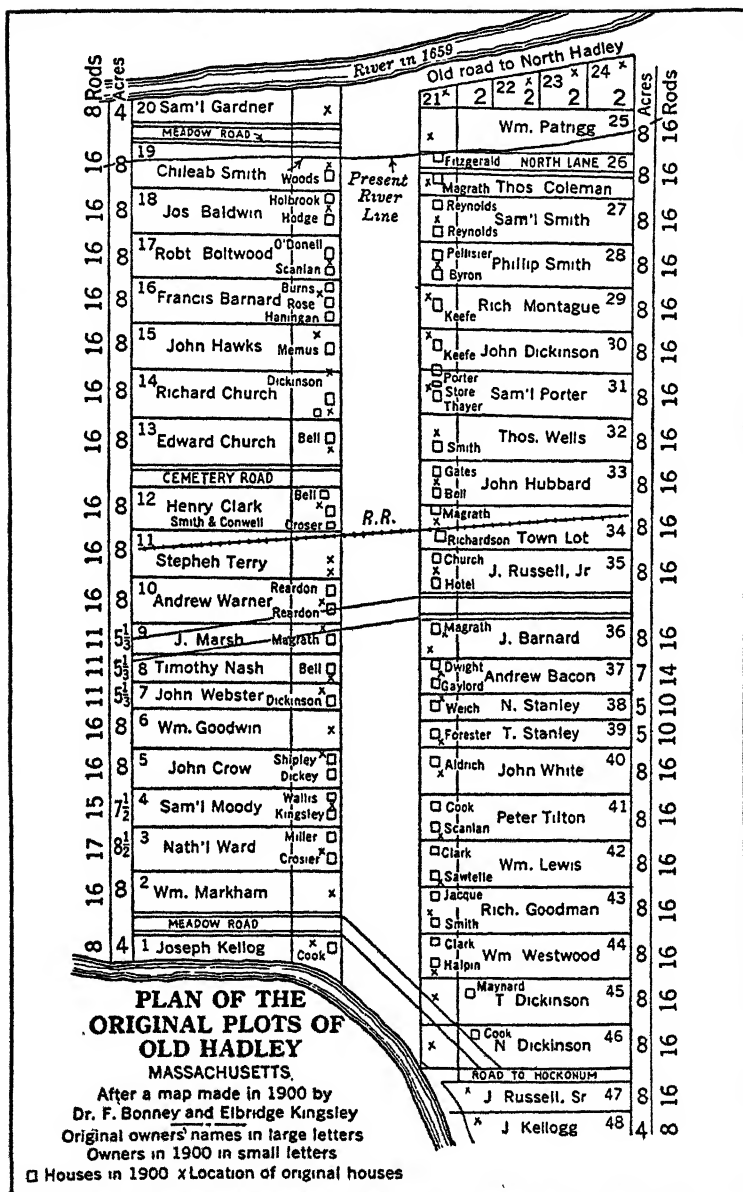 River in 1659
Old road to North Hadley
Rods
Acres
Acres
Rods
21 x 2
22 x 2
23 x 2
24 x 2
8 4 20 Sam'l Gardner x
MEADOW ROAD x
16 8 19 Chileab Smith Woods x
Present
River
Line
16 8 18 Jos Baldwin Holbrook x Hodge
16 8 17 Robt Boltwood O'Donell x Scanlan
16 8 16 Francis Barnard Burns x Rose Haningan
16 8 15 John Hawks x Memus
16 8 14 Richard Church Dickinson x x
16 8 13 Edward Church Bell x
CEMETERY ROAD
16 8 12 Henry Clark Bell x
Smith & Conwell Croser
R.R.
16 8 11 Stepheh Terry x x
16 8 10 Andrew Warner Reardon x Reardon
11 5 1/3 9 J. Marsh x Magrath
11 5 1/3 8 Timothy Nash Bell x
11 5 1/3 7 John Webster x Dickinson
16 8 6 Wm. Goodwin x
16 8 5 John Crow Shipley x Dickey
15 7 1/2 4 Sam'l Moody Wallis x Kingsley
17 8 1/2 3 Nath'l Ward Miller x Crosier
16 8 2 Wm. Markham x
MEADOW ROAD
8 4 1 Joseph Kellog x Cook
x Wm. Patrigg 25 8 16
Fitzgerald NORTH LANE 26
x Magrath Thos Coleman 8 16
Reynolds x Sam'l Smith 27 8 16
Reynolds
Pellisier x Phillip Smith 28 8 16
Byron
x Keefe Rich Montague 29 8 16
x Keefe John Dickinson 30 8 16
Porter
x Store Sam'l Porter 31 8 16
Thayer
x Smith Thos. Wells 32 8 16
Gates x John Hubbard 33 8 16
Bell
Magrath x
Richardson Town Lot 34 8 16
Church x J. Russell, Jr 35 8 16
Hotel
Magrath x x J. Barnard 36 8 16
Dwight x Andrew Bacon 37 7 14
Gaylord
x Welch N. Stanley 38 5 10
Forester x T. Stanley 39 5 10
Aldrich x John White 40 8 16
Cook Peter Tilton 41 8 16
Scanlan x
Clark Wm. Lewis 42 8 16
Sawtelle x
Jacque x Rich. Goodman 43 8 16
Smith
Clark Wm Westwood 44 8 16
Halpin x
x Maynard T Dickinson 45 8 16
x Cook N Dickinson 46 8 16
ROAD TO HOCKONUM
x J Russell, Sr 47 8 16
x J Kellogg 48 4 8
PLAN OF THE
ORIGINAL PLOTS OF
OLD HADLEY
MASSACHUSETTS,
After a map made in 1900 by
Dr. F. Bonney and Elbridge Kingsley
Original owners' names in large letters
Owners in 1900 in small letters
Houses in 1900 x Location of original houses